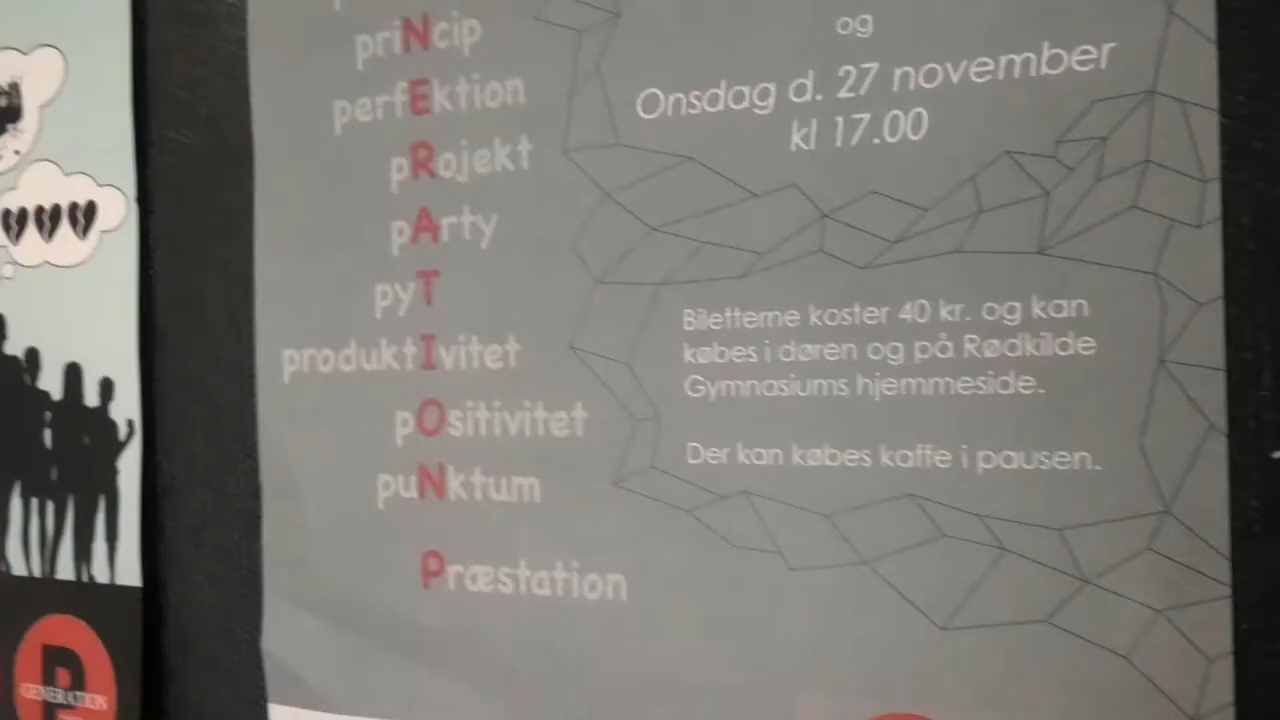 priNcip
perfEktion
pRojekt
pArty
pyT
produktIvitet
pOsitivitet
puNktum
Præstation
og
Onsdag d. 27 november
kl 17.00
Biletterne koster 40 kr. og kan
købes i døren og på Rødkilde
Gymnasiums hjemmeside.
Der kan købes kaffe i pausen.
P
GENERATION